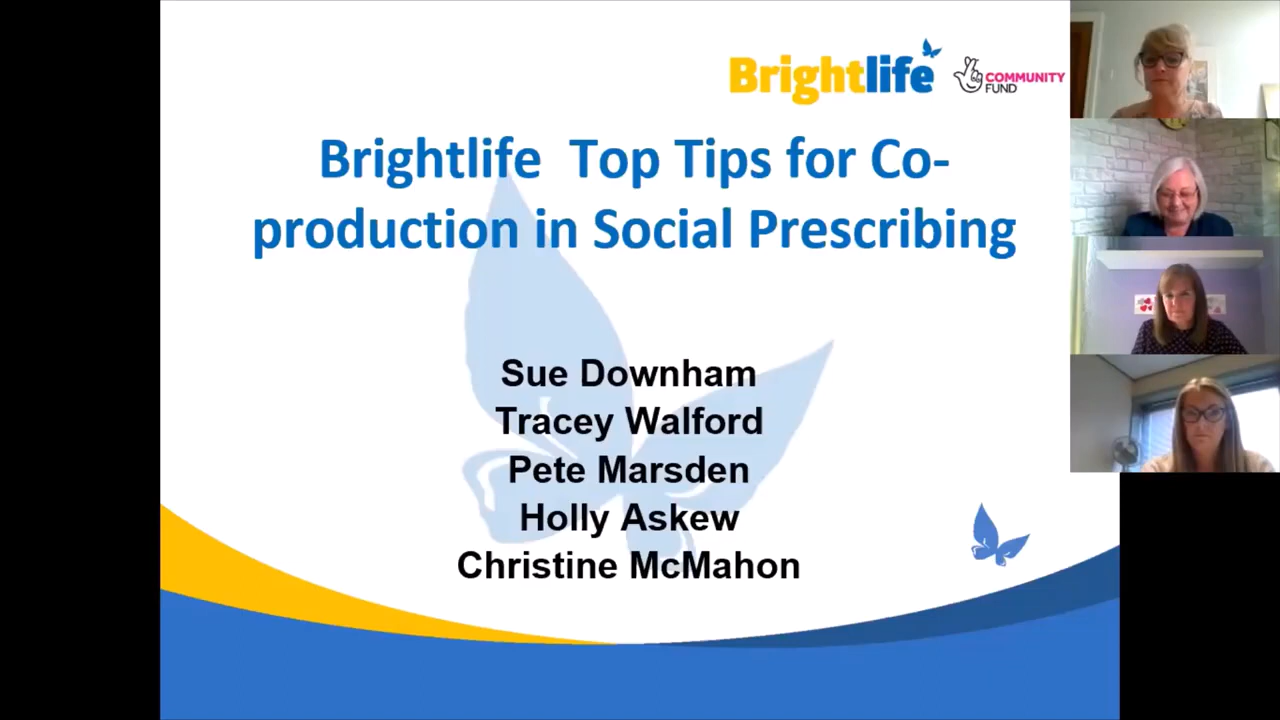 Brightlife
COMMUNITY
FUND
Brightlife Top Tips for Co-
production in Social Prescribing
Sue Downham
Tracey Walford
Pete Marsden
Holly Askew
Christine McMahon